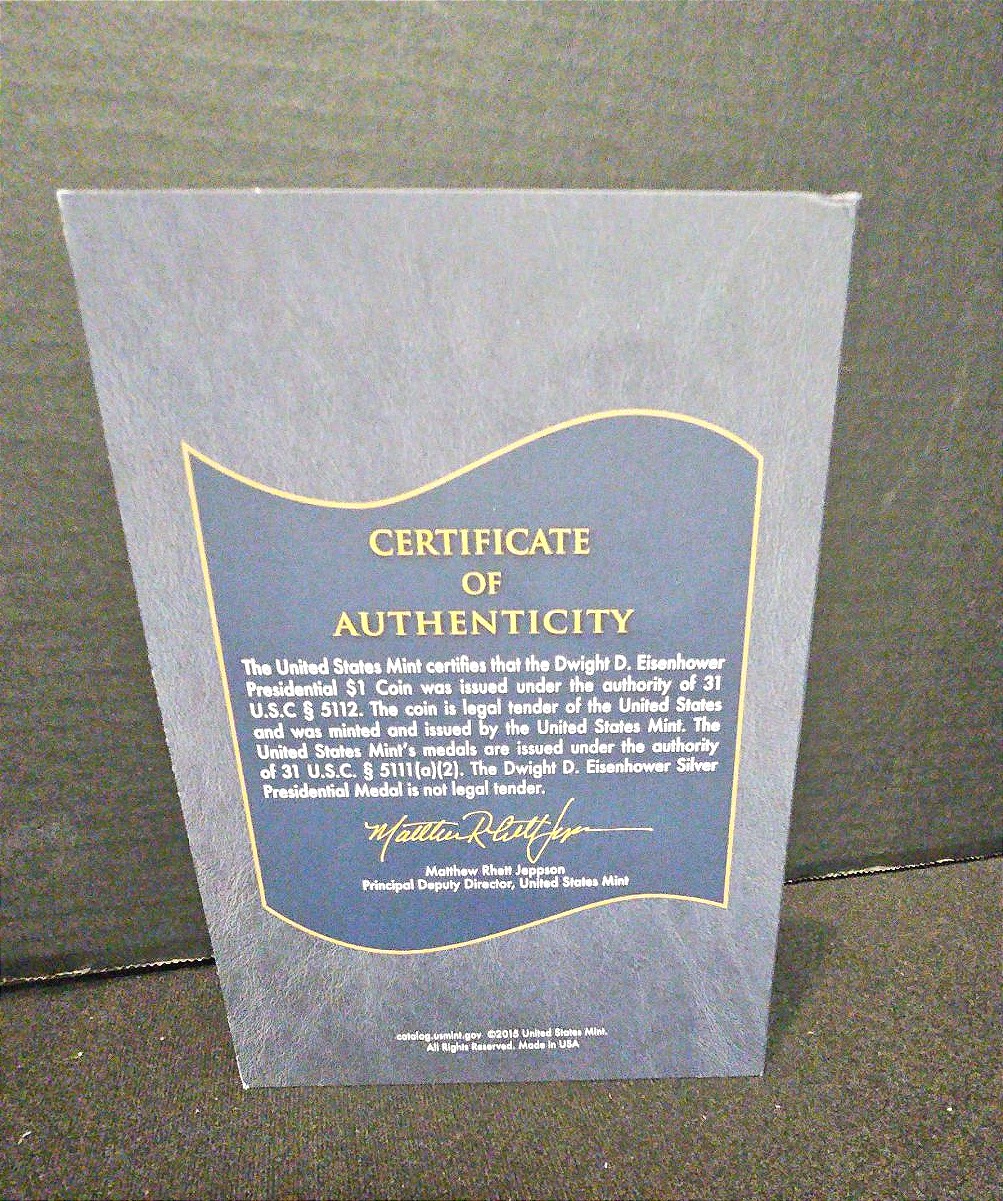 CERTIFICATE
OF
AUTHENTICITY
The United States Mint certifies that the Dwight D. Eisenhower
Presidential $1 Coin was issued under the authority of 31
U.S.C § 5112. The coin is legal tender of the United States
and was minted and issued by the United States Mint. The
United States Mint's medals are issued under the authority
of 31 U.S.C. § 5111(a)(2). The Dwight D. Eisenhower Silver
Presidential Medal is not legal tender.
Matthew Rhett Jeppson
Matthew Rhett Jeppson
Principal Deputy Director, United States Mint
catalog.usmint.gov ©2015 United States Mint.
All Rights Reserved. Made in USA